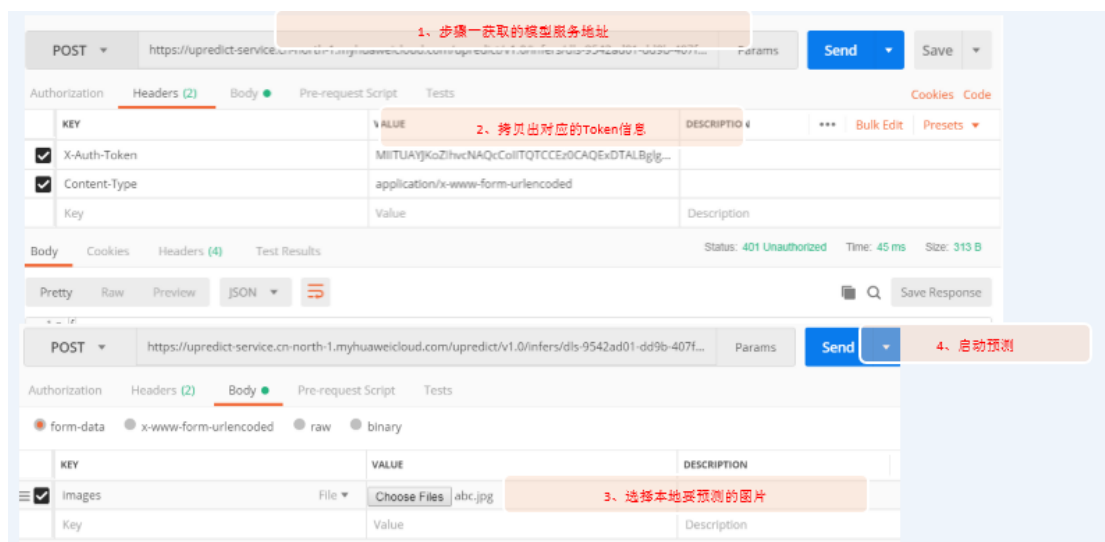 1、步骤一获取的模型服务地址
POST https://upredict-service.cn-north-1.myhuaweicloud.com/upredict/v1.0/infers/dls-9542ad01-dd9b-407f... Params Send Save
Authorization Headers (2) Body Pre-request Script Tests Cookies Code
KEY VALUE 2、拷贝出对应的Token信息 DESCRIPTION ••• Bulk Edit Presets
X-Auth-Token
Content-Type application/x-www-form-urlencoded
Key Value Description
Body Cookies Headers (4) Test Results Status: 401 Unauthorized Time: 45 ms Size: 313 B
Pretty Raw Preview JSON Save Response
POST https://upredict-service.cn-north-1.myhuaweicloud.com/upredict/v1.0/infers/dls-9542ad01-dd9b-407f... Params Send 4、启动预测
Authorization Headers (2) Body Pre-request Script Tests
form-data x-www-form-urlencoded raw binary
KEY VALUE DESCRIPTION
images File Choose Files abc.jpg 3、选择本地要预测的图片
Key Value Description